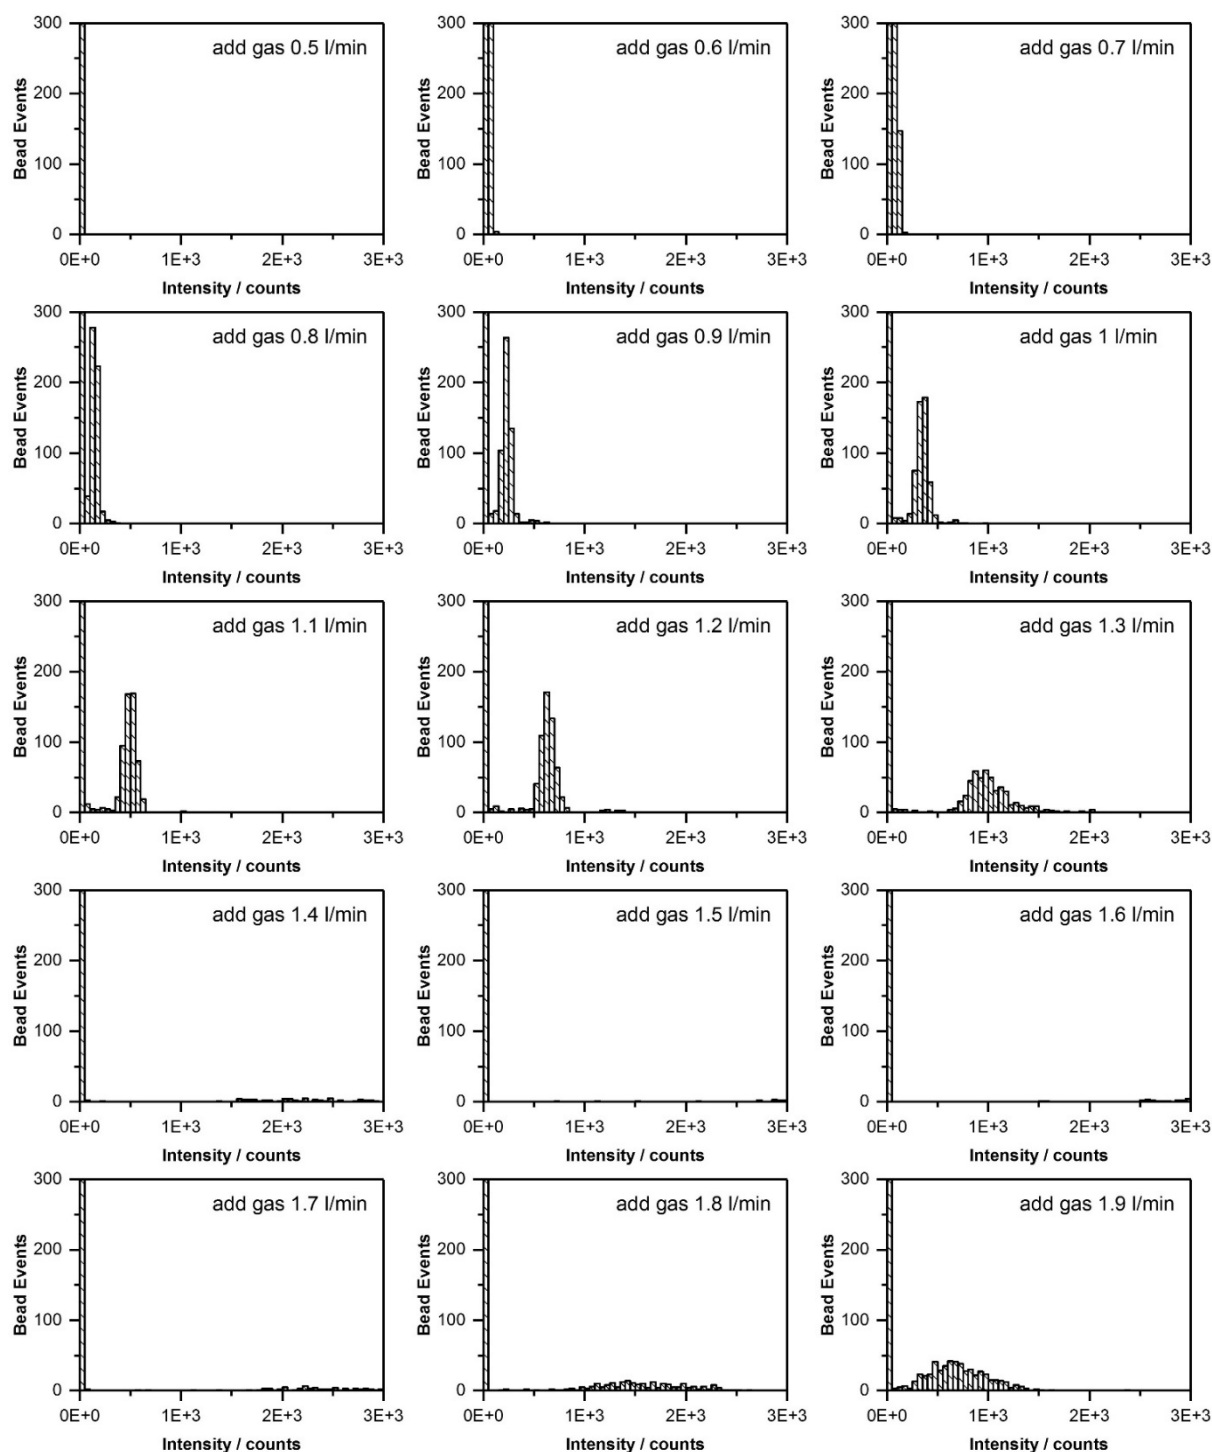 add gas 0.5 l/min
Bead Events
300
200
100
0
0E+0 1E+3 2E+3 3E+3
Intensity / counts
add gas 0.6 l/min
Bead Events
300
200
100
0
0E+0 1E+3 2E+3 3E+3
Intensity / counts
add gas 0.7 l/min
Bead Events
300
200
100
0
0E+0 1E+3 2E+3 3E+3
Intensity / counts
add gas 0.8 l/min
Bead Events
300
200
100
0
0E+0 1E+3 2E+3 3E+3
Intensity / counts
add gas 0.9 l/min
Bead Events
300
200
100
0
0E+0 1E+3 2E+3 3E+3
Intensity / counts
add gas 1 l/min
Bead Events
300
200
100
0
0E+0 1E+3 2E+3 3E+3
Intensity / counts
add gas 1.1 l/min
Bead Events
300
200
100
0
0E+0 1E+3 2E+3 3E+3
Intensity / counts
add gas 1.2 l/min
Bead Events
300
200
100
0
0E+0 1E+3 2E+3 3E+3
Intensity / counts
add gas 1.3 l/min
Bead Events
300
200
100
0
0E+0 1E+3 2E+3 3E+3
Intensity / counts
add gas 1.4 l/min
Bead Events
300
200
100
0
0E+0 1E+3 2E+3 3E+3
Intensity / counts
add gas 1.5 l/min
Bead Events
300
200
100
0
0E+0 1E+3 2E+3 3E+3
Intensity / counts
add gas 1.6 l/min
Bead Events
300
200
100
0
0E+0 1E+3 2E+3 3E+3
Intensity / counts
add gas 1.7 l/min
Bead Events
300
200
100
0
0E+0 1E+3 2E+3 3E+3
Intensity / counts
add gas 1.8 l/min
Bead Events
300
200
100
0
0E+0 1E+3 2E+3 3E+3
Intensity / counts
add gas 1.9 l/min
Bead Events
300
200
100
0
0E+0 1E+3 2E+3 3E+3
Intensity / counts